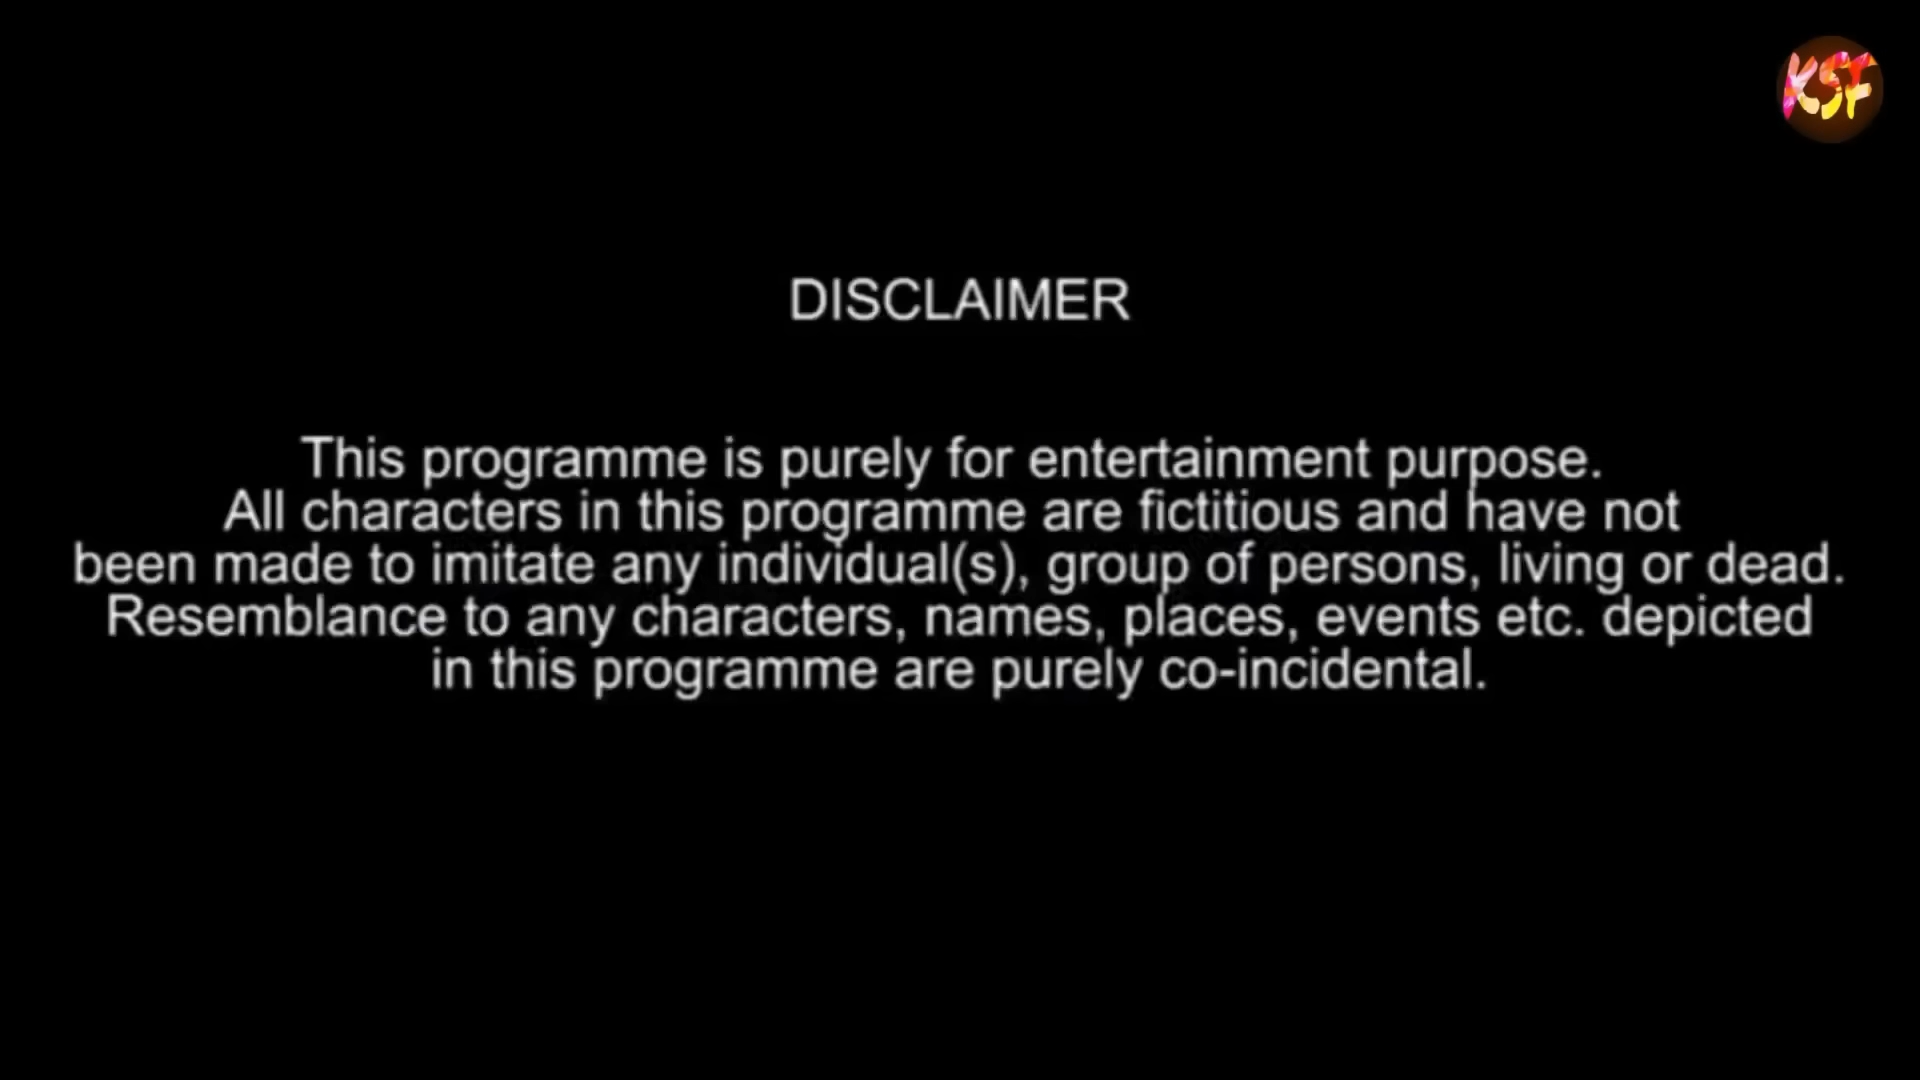 KSF
DISCLAIMER
This programme is purely for entertainment purpose.
All characters in this programme are fictitious and have not
been made to imitate any individual(s), group of persons, living or dead.
Resemblance to any characters, names, places, events etc. depicted
in this programme are purely co-incidental.